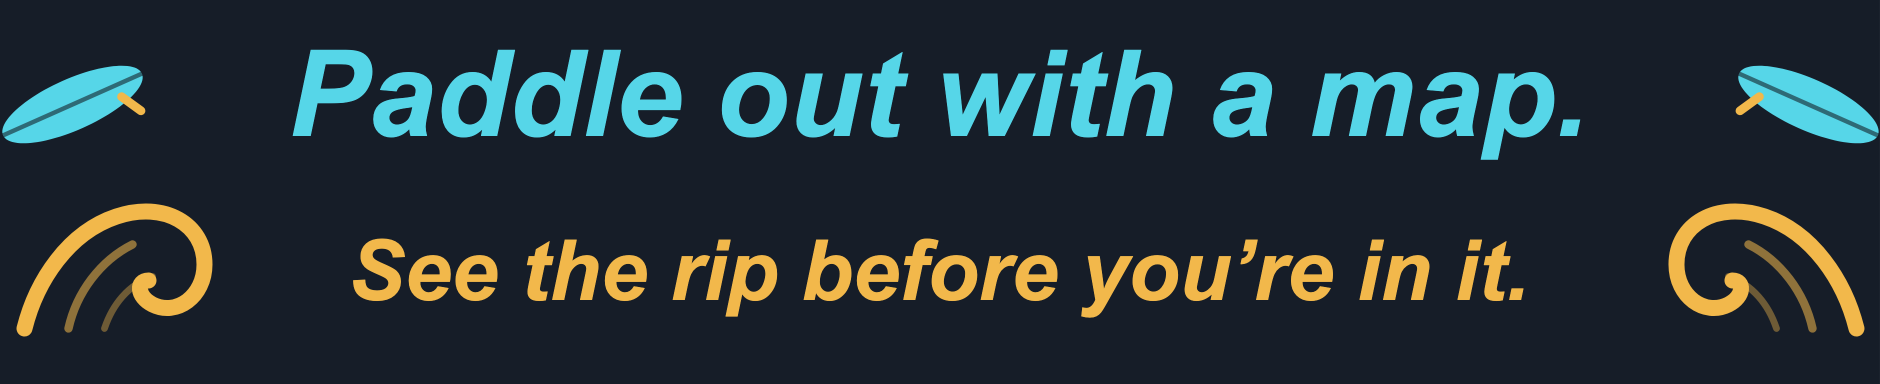 Paddle out with a map.
See the rip before you’re in it.